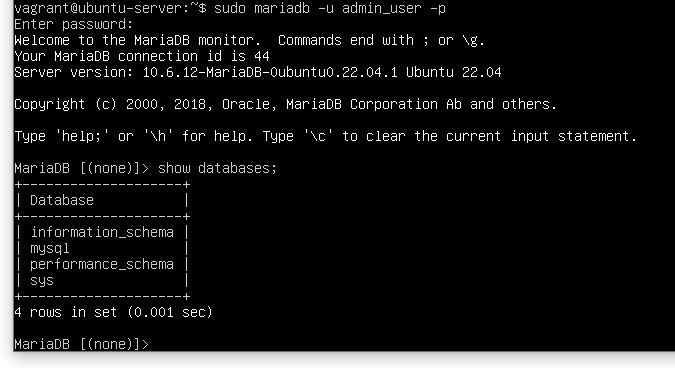 vagrant@ubuntu-server:~$ sudo mariadb -u admin_user -p
Enter password:
Welcome to the MariaDB monitor.  Commands end with ; or \g.
Your MariaDB connection id is 44
Server version: 10.6.12-MariaDB-0ubuntu0.22.04.1 Ubuntu 22.04

Copyright (c) 2000, 2018, Oracle, MariaDB Corporation Ab and others.

Type 'help;' or '\h' for help. Type '\c' to clear the current input statement.

MariaDB [(none)]> show databases;
+--------------------+
| Database           |
+--------------------+
| information_schema |
| mysql              |
| performance_schema |
| sys                |
+--------------------+
4 rows in set (0.001 sec)

MariaDB [(none)]>